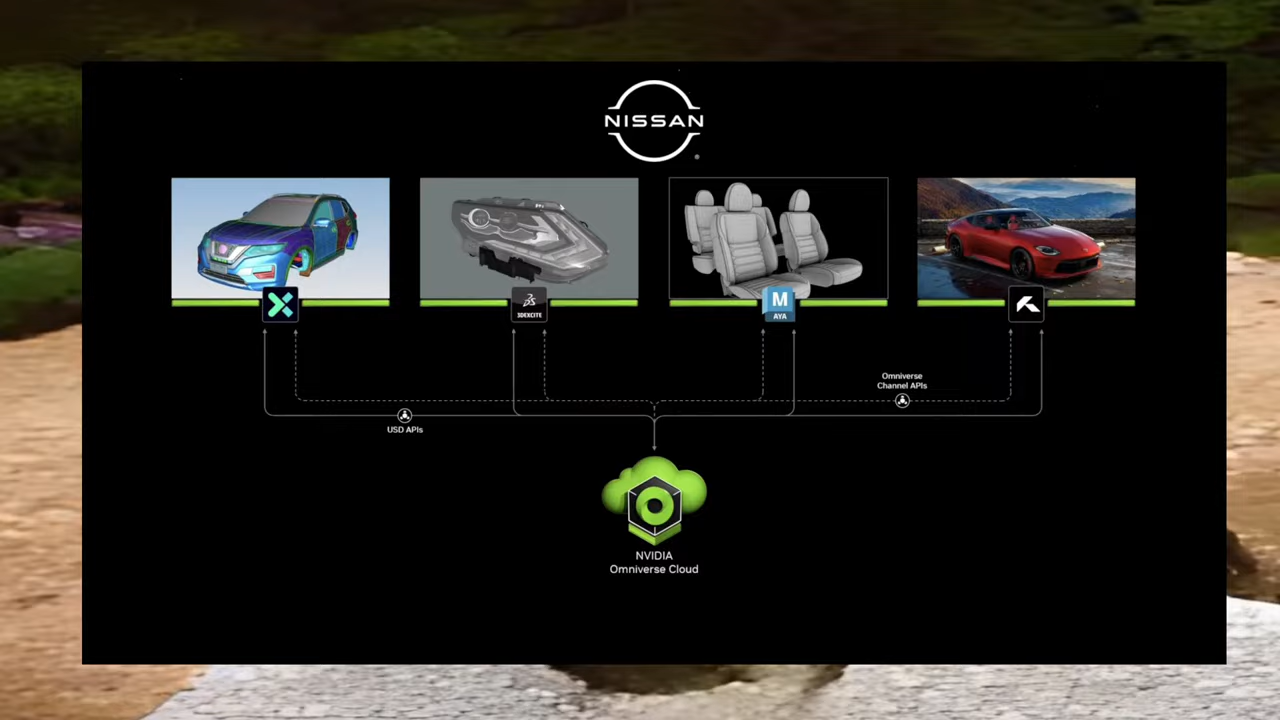 NISSAN
3DEXCITE
M
AYA
Omniverse
Channel APIs
USD APIs
NVIDIA
Omniverse Cloud